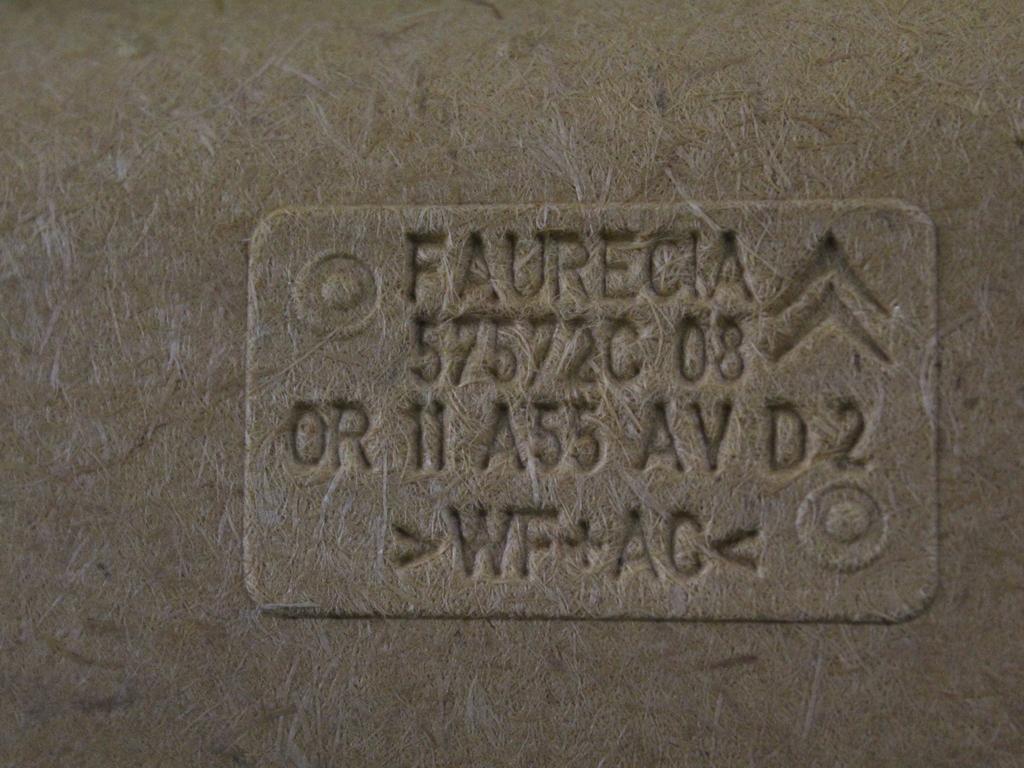 FAURECIA
57572C 08
OR 11 A55 AV D 2
>WF+AC<